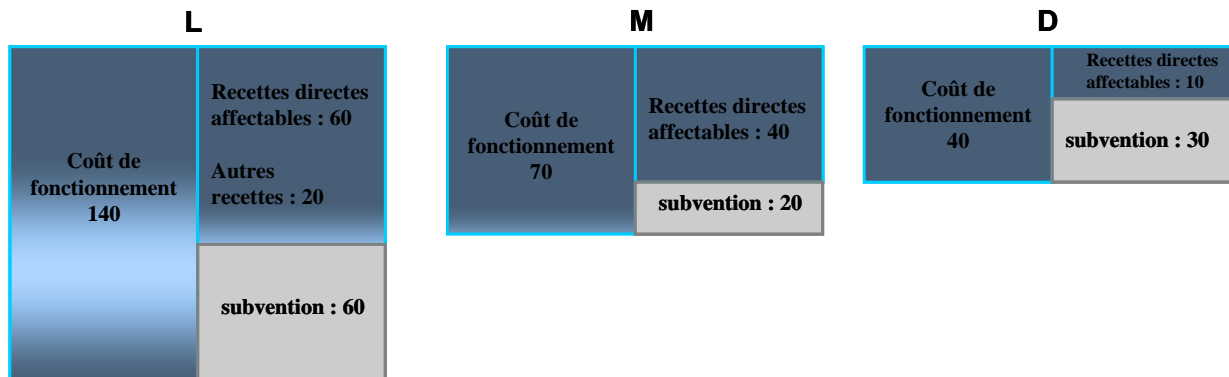 L
Coût de
fonctionnement
140
Recettes directes
affectables : 60
Autres
recettes : 20
subvention : 60
M
Coût de
fonctionnement
70
Recettes directes
affectables : 40
subvention : 20
D
Coût de
fonctionnement
40
Recettes directes
affectables : 10
subvention : 30